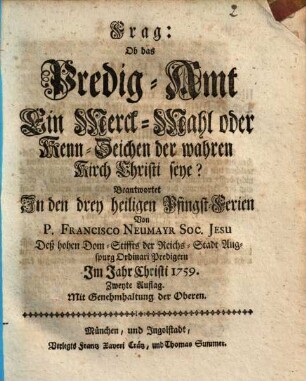 2
Frag:
Ob das
Predig-Amt
Ein Merck-Mahl oder
Kenn-Zeichen der wahren
Kirch Christi seye?
Beantwortet
In den drey heiligen Pfingst-Ferien
Von
P. FRANCISCO NEUMAYR SOC. JESU
Deß hohen Dom-Stiffts der Reichs-Stadt Aug-
spurg Ordinari Predigern
Im Jahr Christi 1759.
Zweyte Auflag.
Mit Genehmhaltung der Oberen.
München, und Ingolstadt,
Verlegts Frantz Xaveri Crätz, und Thomas Summer.